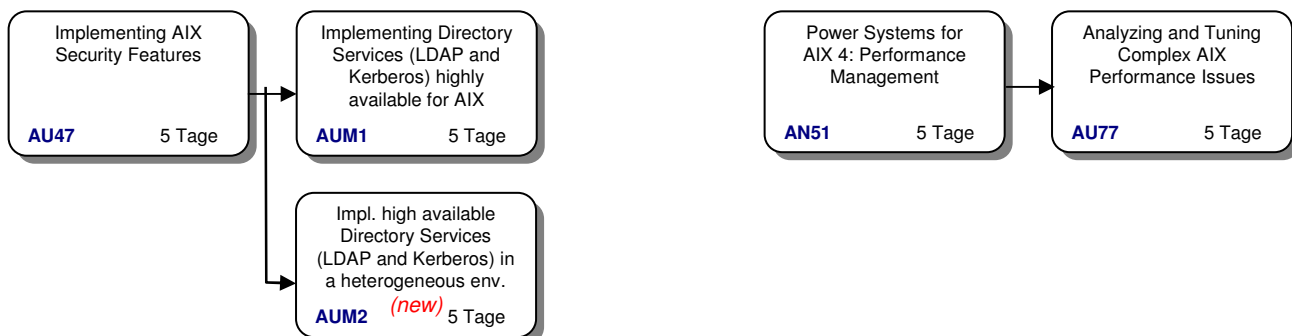 Implementing AIX
Security Features
AU47 5 Tage
Implementing Directory
Services (LDAP and
Kerberos) highly
available for AIX
AUM1 5 Tage
Impl. high available
Directory Services
(LDAP and Kerberos) in
a heterogeneous env.
(new)
AUM2 5 Tage
Power Systems for
AIX 4: Performance
Management
AN51 5 Tage
Analyzing and Tuning
Complex AIX
Performance Issues
AU77 5 Tage